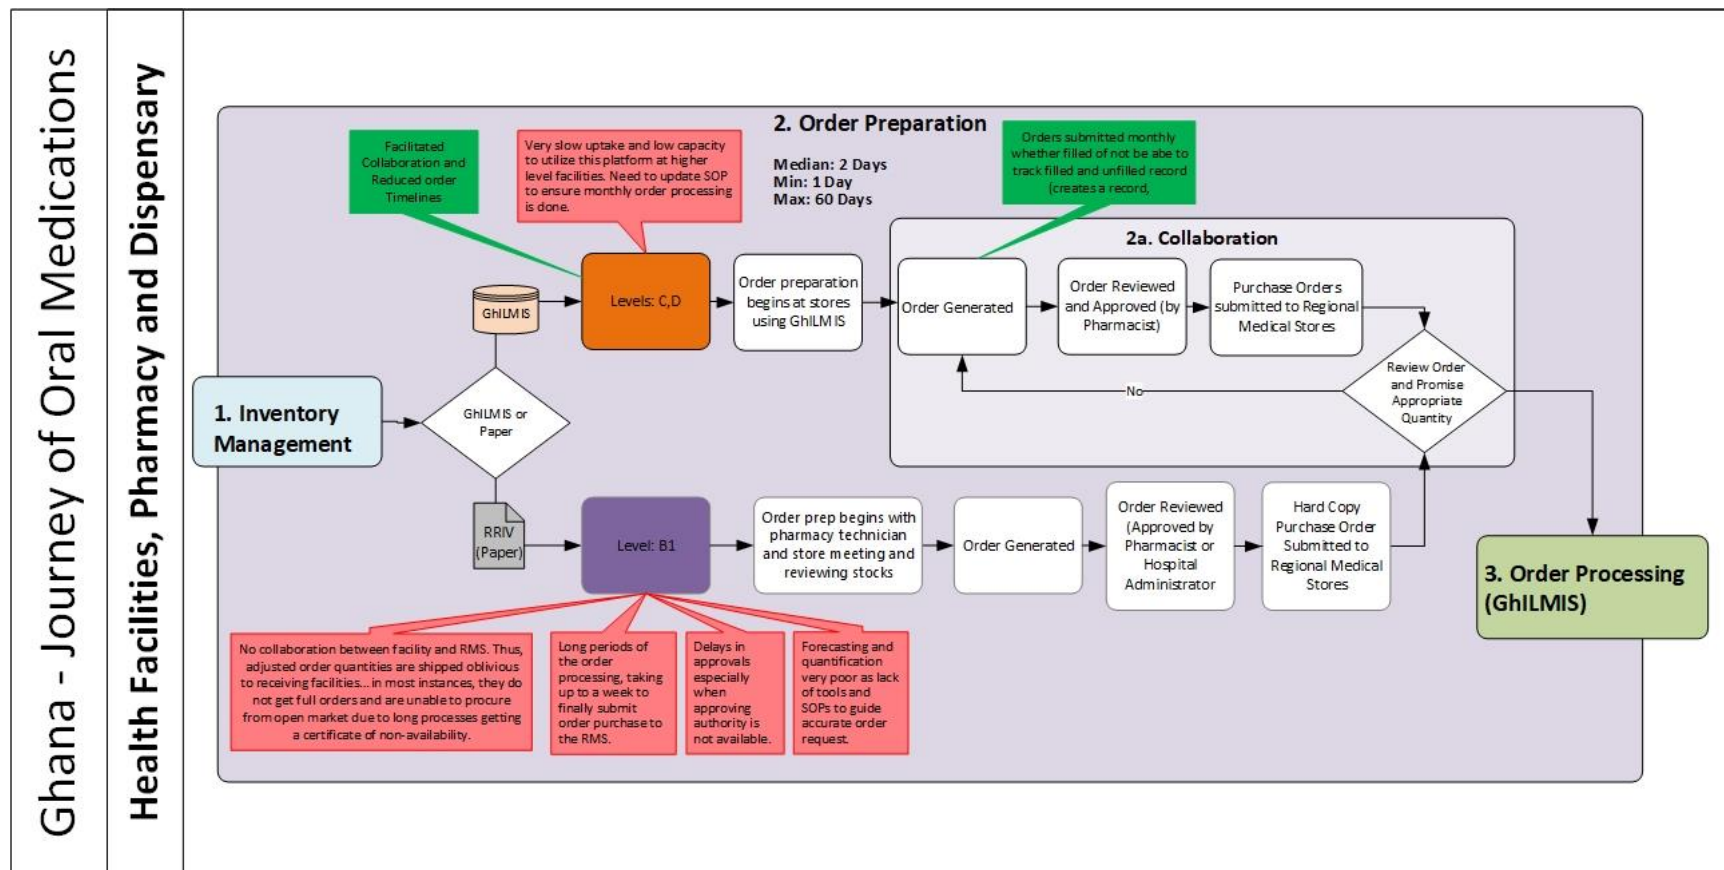 Ghana - Journey of Oral Medications
Health Facilities, Pharmacy and Dispensary
2. Order Preparation
Median: 2 Days
Min: 1 Day
Max: 60 Days
Facilitated
Collaboration and
Reduced order
Timelines
Very slow uptake and low capacity
to utilize this platform at higher
level facilities. Need to update SOP
to ensure monthly order processing
is done.
Orders submitted monthly
whether filled of not be abe to
track filled and unfilled record
(creates a record,
2a. Collaboration
GhILMIS
Levels: C,D
Order preparation
begins at stores
using GhILMIS
Order Generated
Order Reviewed
and Approved (by
Pharmacist)
Purchase Orders
submitted to Regional
Medical Stores
Review Order
and Promise
Appropriate
Quantity
No
1. Inventory
Management
GhILMIS or
Paper
RRIV
(Paper)
Level: B1
Order prep begins with
pharmacy technician
and store meeting and
reviewing stocks
Order Generated
Order Reviewed
(Approved by
Pharmacist or
Hospital
Administrator
Hard Copy
Purchase Order
Submitted to
Regional Medical
Stores
3. Order Processing
(GhILMIS)
No collaboration between facility and RMS. Thus,
adjusted order quantities are shipped oblivious
to receiving facilities... in most instances, they do
not get full orders and are unable to procure
from open market due to long processes getting
a certificate of non-availability.
Long periods of
the order
processing, taking
up to a week to
finally submit
order purchase to
the RMS.
Delays in
approvals
especially
when
approving
authority is
not available.
Forecasting and
quantification
very poor as lack
of tools and
SOPs to guide
accurate order
request.